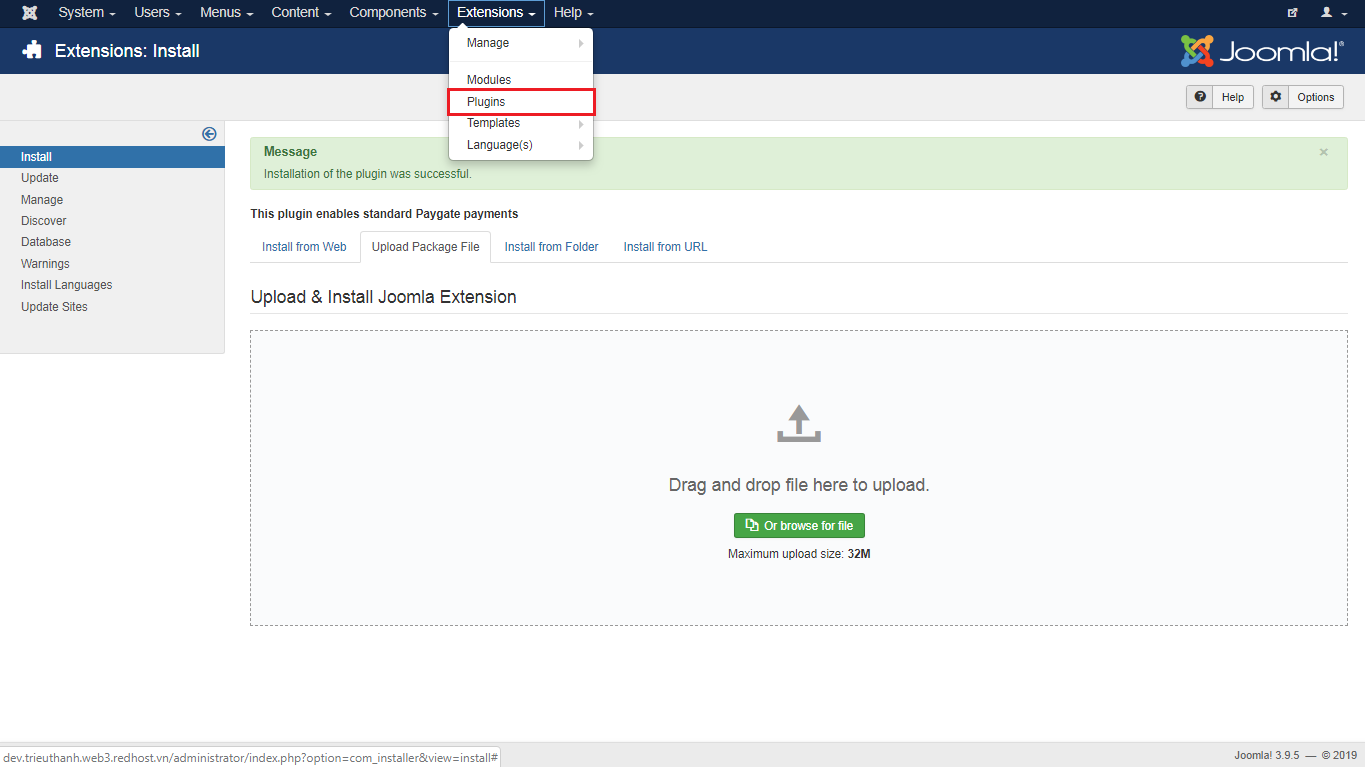 System Users Menus Content Components Extensions Help
Extensions: Install
Joomla!®
Manage
Modules
Plugins
Templates
Language(s)
Help Options
Install
Update
Manage
Discover
Database
Warnings
Install Languages
Update Sites
Message ×
Installation of the plugin was successful.
This plugin enables standard Paygate payments
Install from Web Upload Package File Install from Folder Install from URL
Upload & Install Joomla Extension
Drag and drop file here to upload.
Or browse for file
Maximum upload size: 32M
dev.trieuthanh.web3.redhost.vn/administrator/index.php?option=com_installer&view=install#
Joomla! 3.9.5 — © 2019